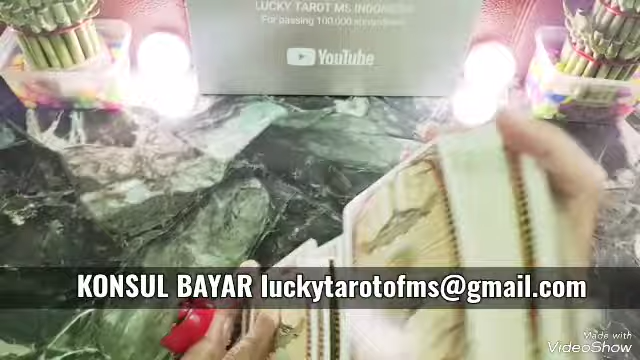 LUCKY TAROT MS INDONESIA
For passing 100,000 subscribers
YouTube
KONSUL BAYAR luckytarotofms@gmail.com
Made with
VideoShow